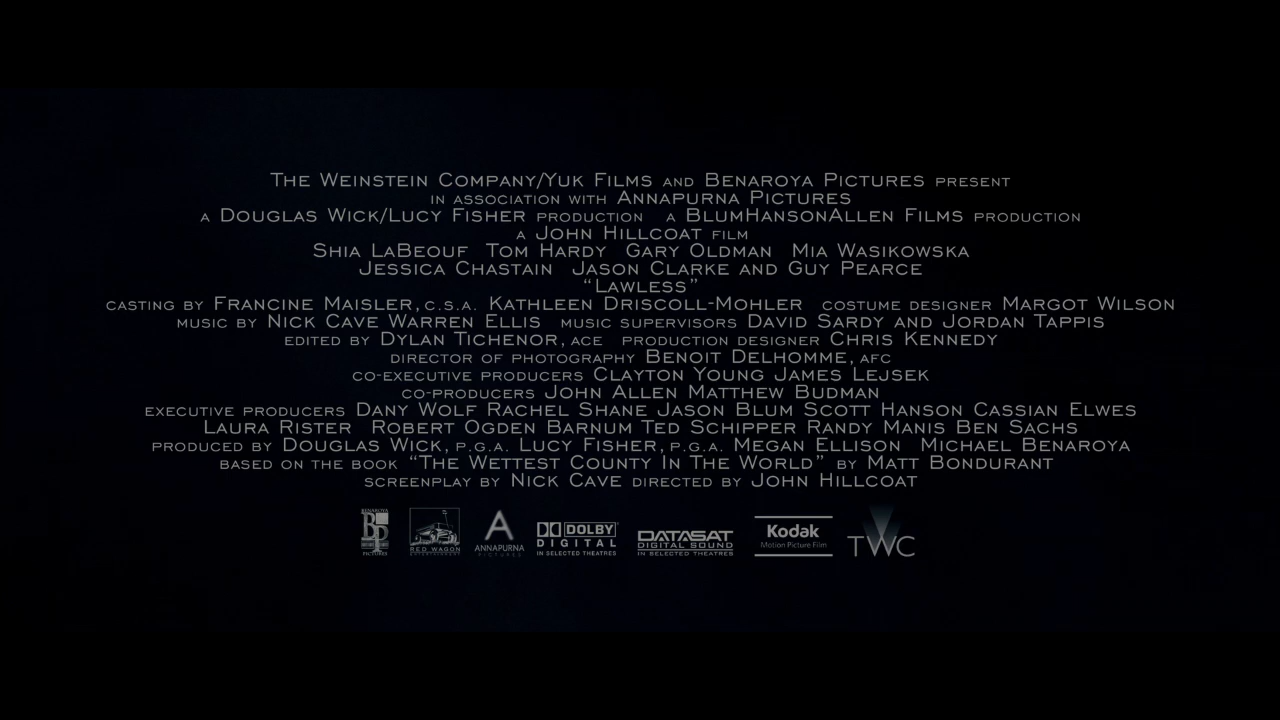 The Weinstein Company/Yuk Films and Benaroya Pictures present
in association with Annapurna Pictures
a Douglas Wick/Lucy Fisher production a BlumHansonAllen Films production
a John Hillcoat film
Shia LaBeouf Tom Hardy Gary Oldman Mia Wasikowska
Jessica Chastain Jason Clarke and Guy Pearce
“Lawless”
casting by Francine Maisler, c.s.a. Kathleen Driscoll-Mohler costume designer Margot Wilson
music by Nick Cave Warren Ellis music supervisors David Sardy and Jordan Tappis
edited by Dylan Tichenor, ace production designer Chris Kennedy
director of photography Benoit Delhomme, afc
co-executive producers Clayton Young James Lejsek
co-producers John Allen Matthew Budman
executive producers Dany Wolf Rachel Shane Jason Blum Scott Hanson Cassian Elwes
Laura Rister Robert Ogden Barnum Ted Schipper Randy Manis Ben Sachs
produced by Douglas Wick, p.g.a. Lucy Fisher, p.g.a. Megan Ellison Michael Benaroya
based on the book “The Wettest County In The World” by Matt Bondurant
screenplay by Nick Cave directed by John Hillcoat
BENAROYA
BP
PICTURES
RED WAGON
ENTERTAINMENT
A
ANNAPURNA
PICTURES
DOLBY
DIGITAL
IN SELECTED THEATRES
DATASAT
DIGITAL SOUND
IN SELECTED THEATRES
Kodak
Motion Picture Film
TWC